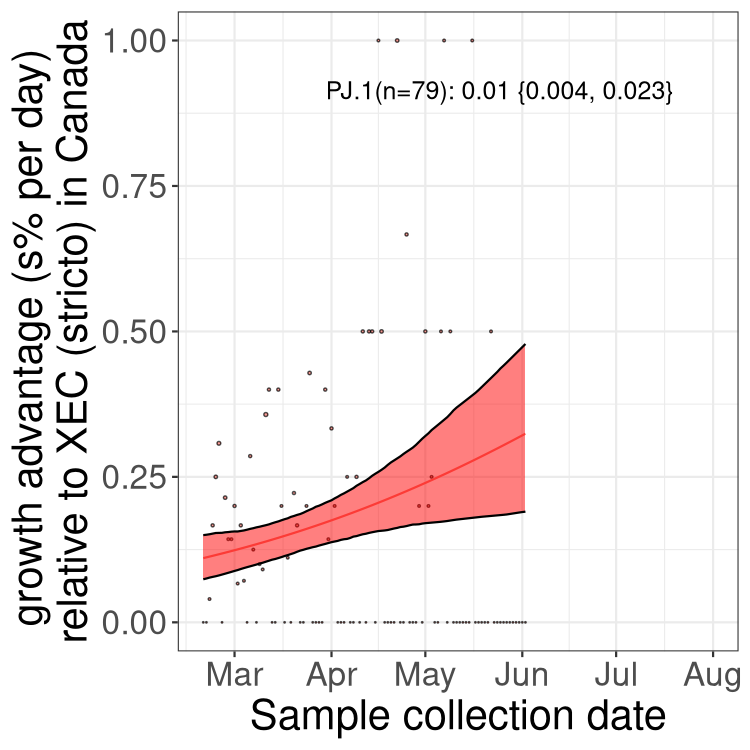 growth advantage (s% per day)
relative to XEC (stricto) in Canada
1.00
0.75
0.50
0.25
0.00
PJ.1(n=79): 0.01 {0.004, 0.023}
Mar Apr May Jun Jul Aug
Sample collection date